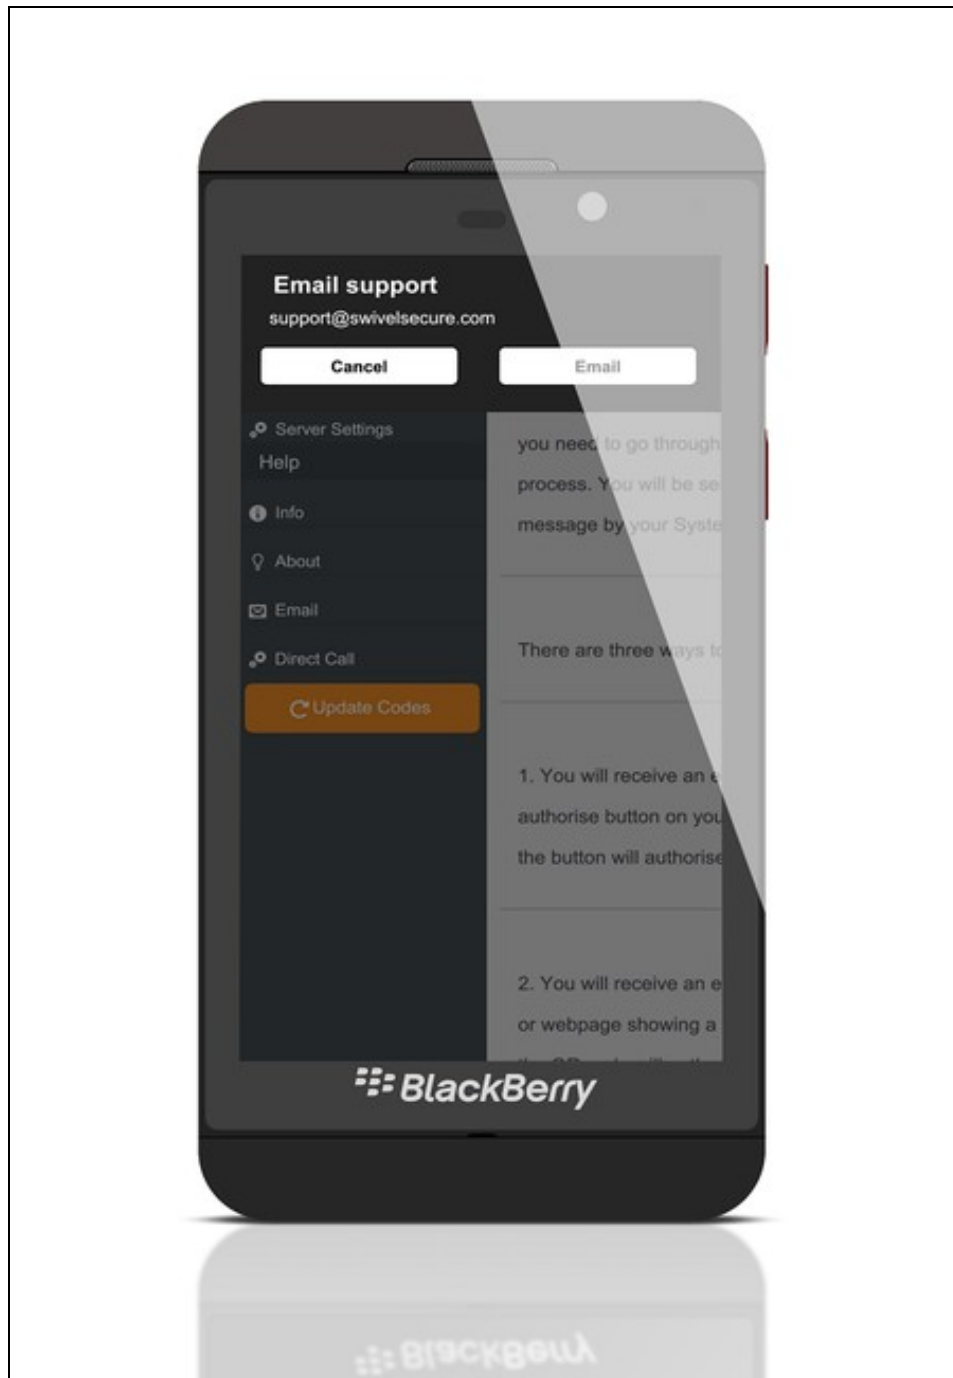 Email support
support@swivelsecure.com
Cancel
Email
Server Settings
Help
Info
About
Email
Direct Call
Update Codes
you need to go through
process. You will be
message by your
There are three ways to
1. You will receive an
authorise button on you
the button will authorise
2. You will receive an
or webpage showing a
BlackBerry